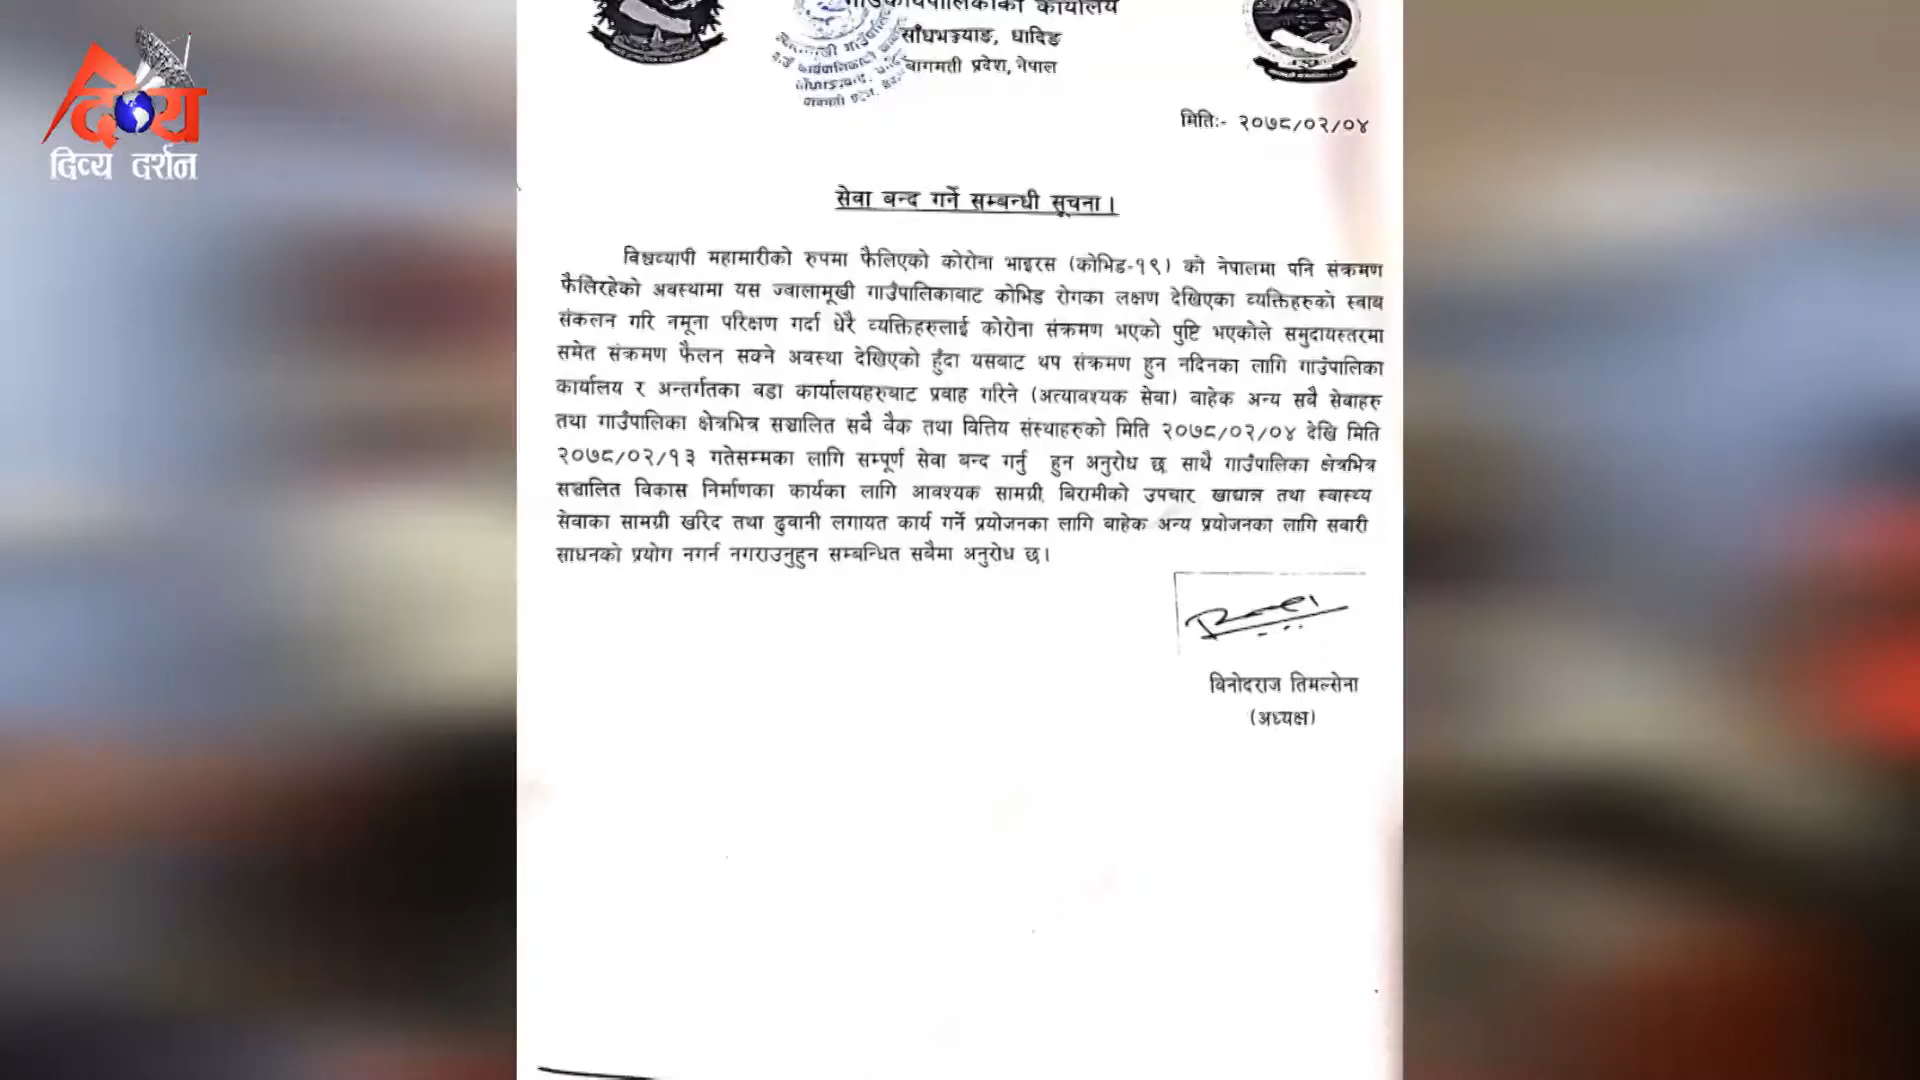 दिव्य
दिव्य दर्शन
गाउँकार्यपालिकाको कार्यालय
साँधभञ्ज्याङ, धादिङ
बागमती प्रदेश, नेपाल
मितिः- २०७८/०२/०४
सेवा बन्द गर्ने सम्बन्धी सूचना।
विश्वव्यापी महामारीको रुपमा फैलिएको कोरोना भाइरस (कोभिड-१९) को नेपालमा पनि संक्रमण
फैलिरहेको अवस्थामा यस ज्वालामूखी गाउँपालिकाबाट कोभिड रोगका लक्षण देखिएका व्यक्तिहरुको स्वाब
संकलन गरि नमूना परिक्षण गर्दा धेरै व्यक्तिहरुलाई कोरोना संक्रमण भएको पुष्टि भएकोले समुदायस्तरमा
समेत संक्रमण फैलन सक्ने अवस्था देखिएको हुँदा यसबाट थप संक्रमण हुन नदिनका लागि गाउँपालिका
कार्यालय र अन्तर्गतका वडा कार्यालयहरुबाट प्रवाह गरिने (अत्यावश्यक सेवा) बाहेक अन्य सबै सेवाहरु
तथा गाउँपालिका क्षेत्रभित्र सञ्चालित सबै बैक तथा वित्तिय संस्थाहरुको मिति २०७८/०२/०४ देखि मिति
२०७८/०२/१३ गतेसम्मका लागि सम्पूर्ण सेवा बन्द गर्नु हुन अनुरोध छ, साथै गाउँपालिका क्षेत्रभित्र
सञ्चालित विकास निर्माणका कार्यका लागि आवश्यक सामग्री, बिरामीको उपचार, खाद्यान्न तथा स्वास्थ्य
सेवाका सामग्री खरिद तथा ढुवानी लगायत कार्य गर्ने प्रयोजनका लागि बाहेक अन्य प्रयोजनका लागि सवारी
साधनको प्रयोग नगर्न नगराउनुहुन सम्बन्धित सबैमा अनुरोध छ।
विनोदराज तिमल्सेना
(अध्यक्ष)